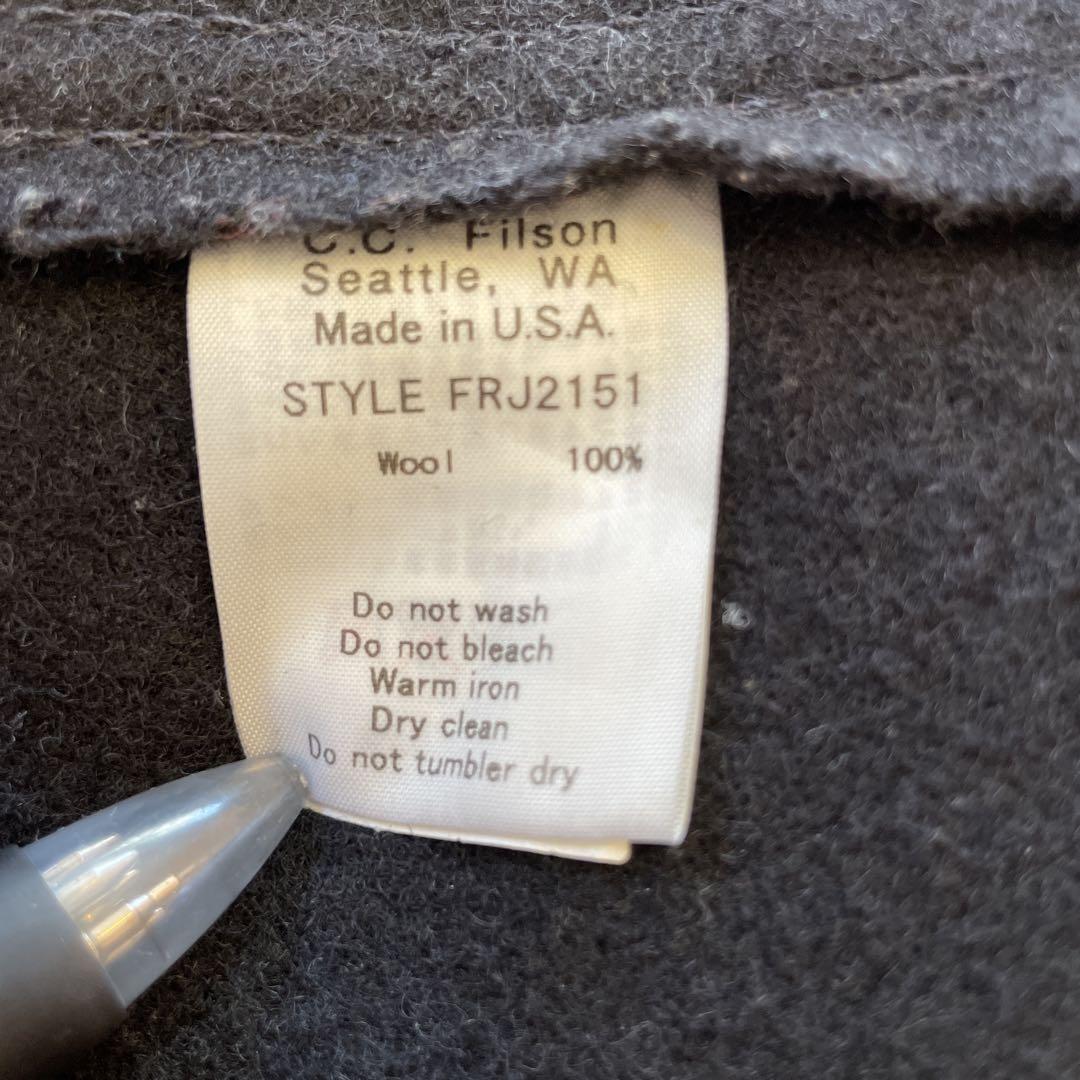 C.C. Filson
Seattle, WA
Made in U.S.A.
STYLE FRJ2151
Wool 100%
Do not wash
Do not bleach
Warm iron
Dry clean
Do not tumbler dry